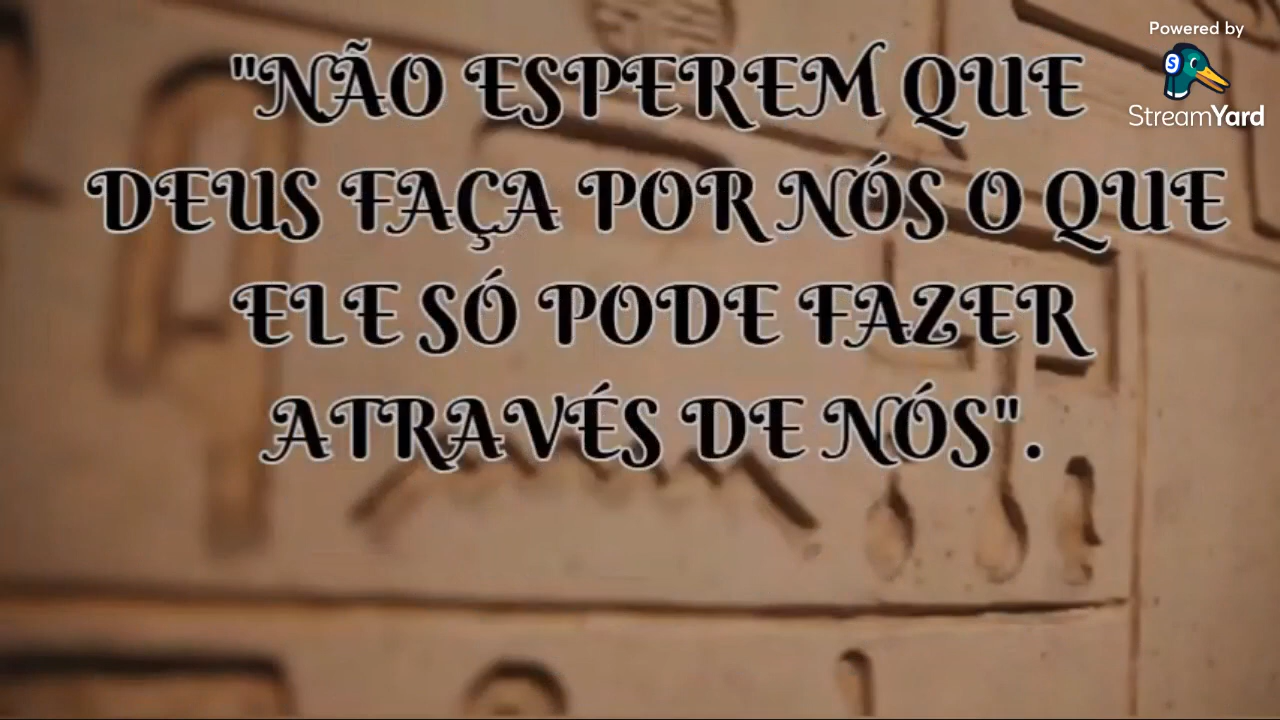 Powered by
StreamYard
"NÃO ESPEREM QUE
DEUS FAÇA POR NÓS O QUE
ELE SÓ PODE FAZER
ATRAVÉS DE NÓS".